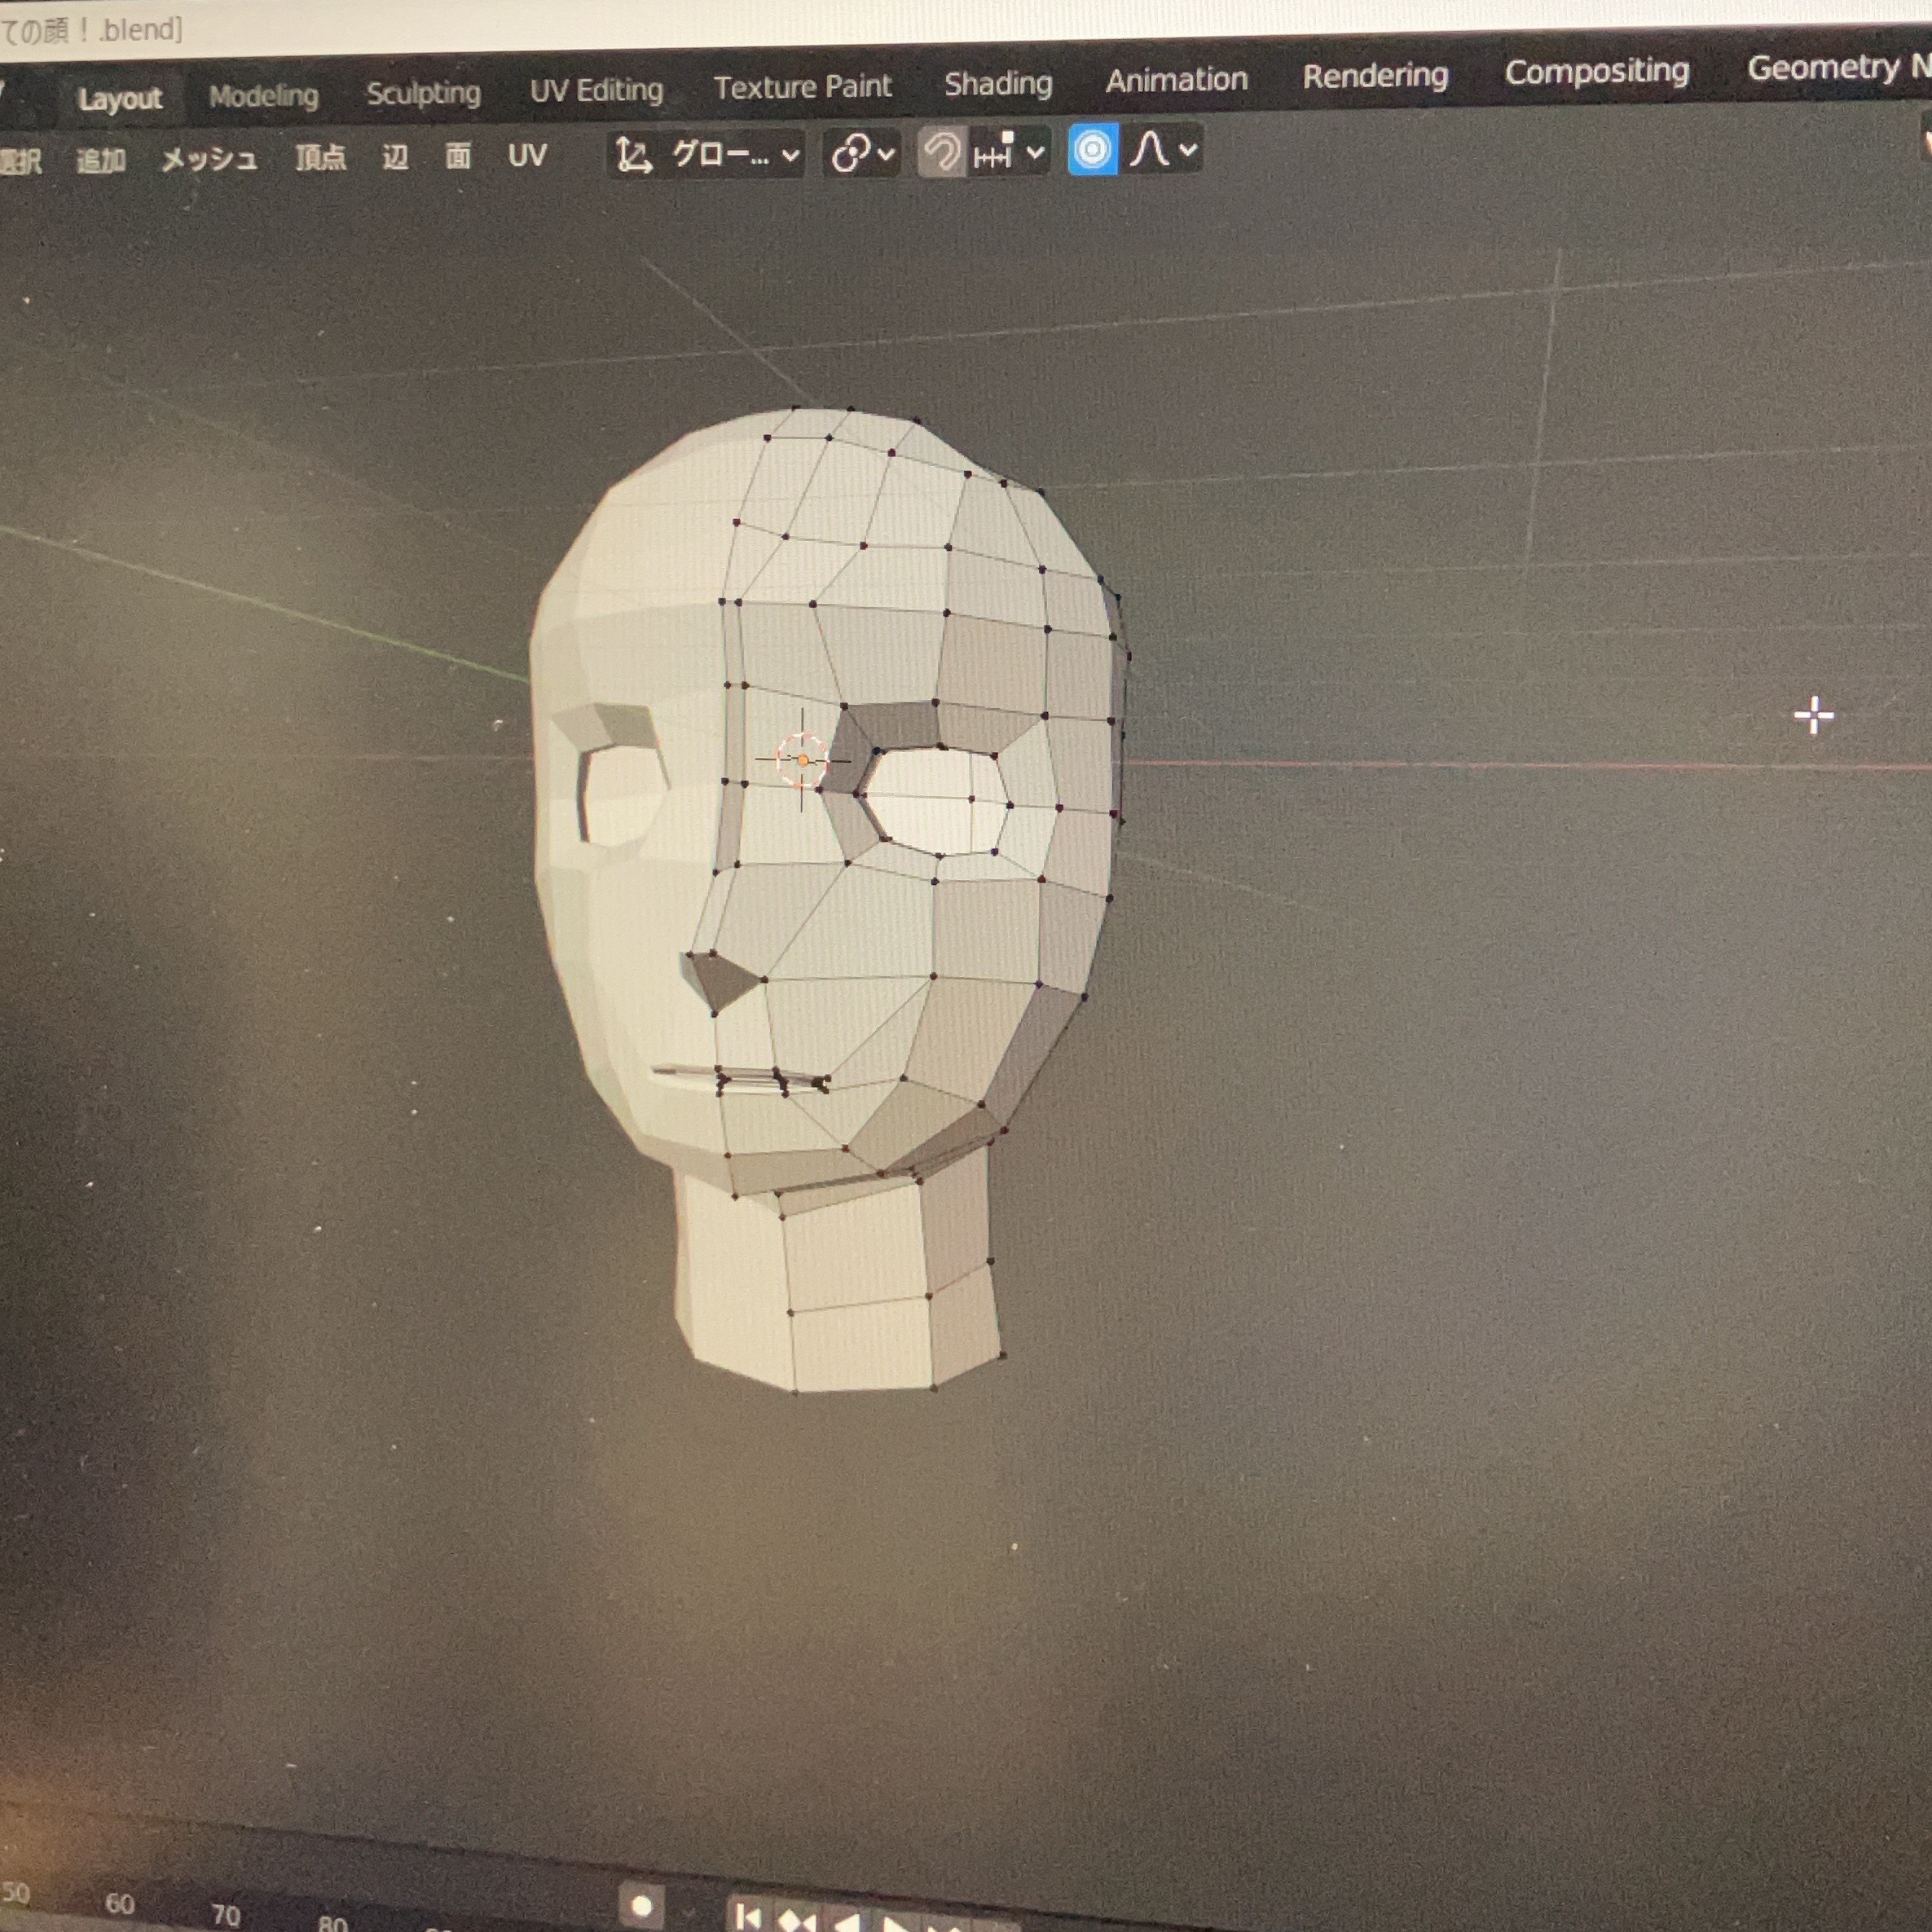 ての顔！.blend]
Layout Modeling Sculpting UV Editing Texture Paint Shading Animation Rendering Compositing Geometry N
選択 追加 メッシュ 頂点 辺 面 UV グロー...
50 60 70 80